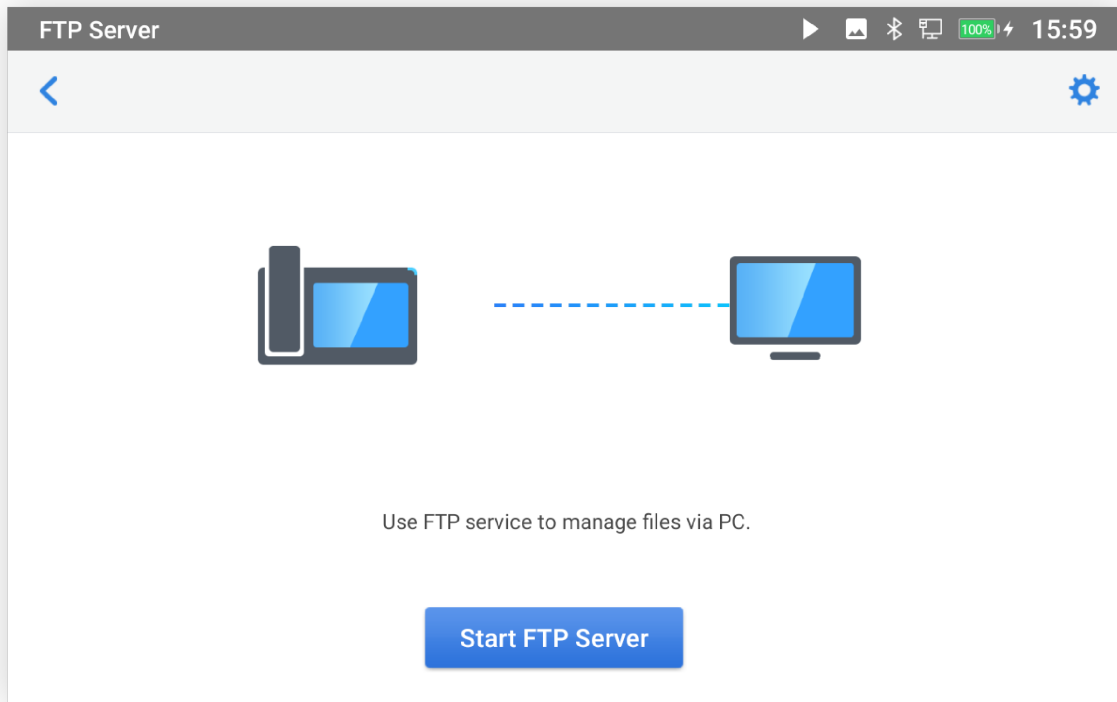 FTP Server
100%
15:59
Use FTP service to manage files via PC.
Start FTP Server